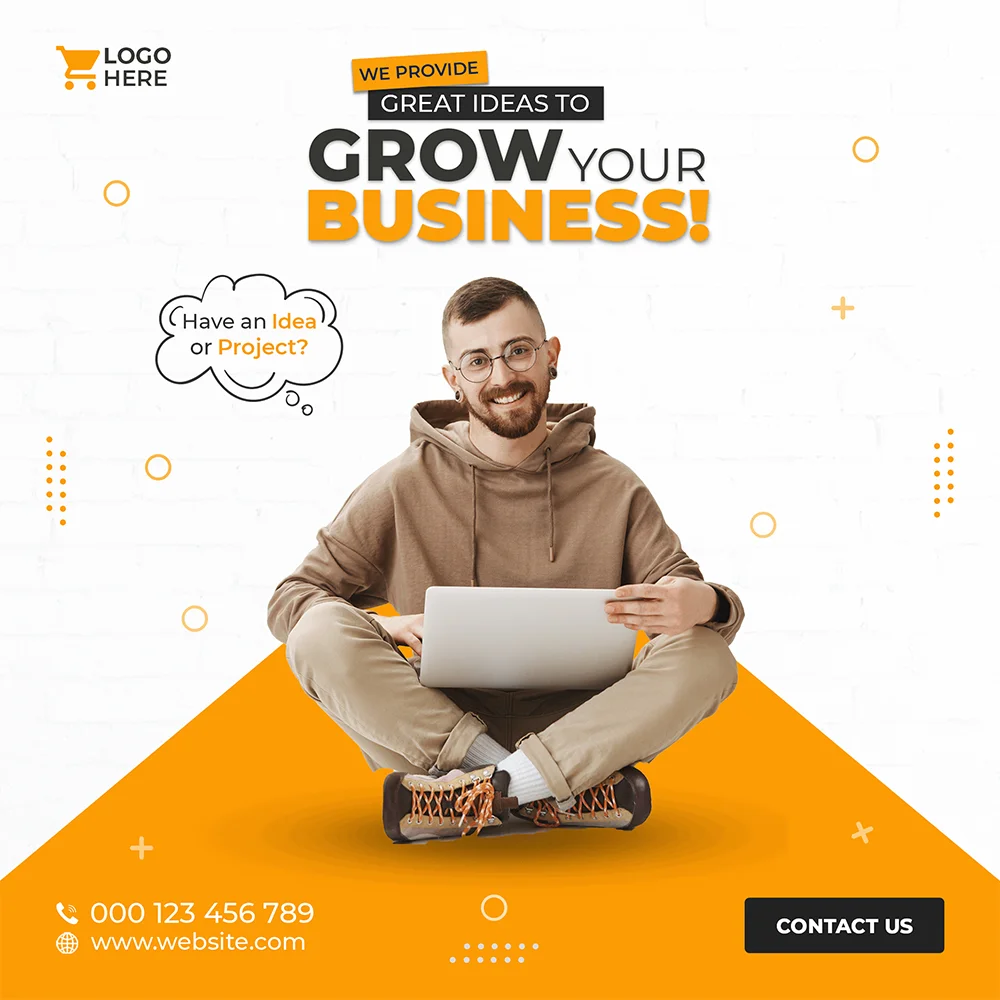 LOGO
HERE
WE PROVIDE
GREAT IDEAS TO
GROW YOUR
BUSINESS!
Have an Idea
or Project?
000 123 456 789
www.website.com
CONTACT US